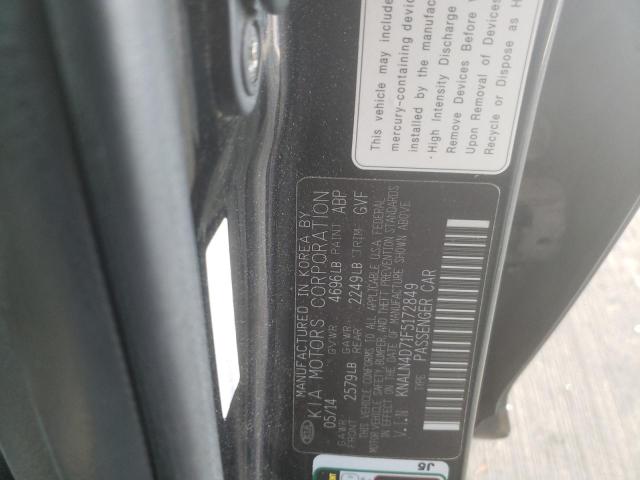 This vehicle may include
mercury-containing devices
installed by the manufac
· High Intensity Discharge
Remove Devices Before V
Upon Removal of Devices
Recycle or Dispose as H
MANUFACTURED IN KOREA BY
KIA MOTORS CORPORATION
05/14 GVWR 4696LB PAINT ABP
GAWR FRONT 2579LB GAWR REAR 2249LB TRIM GVF
THIS VEHICLE CONFORMS TO ALL APPLICABLE U.S.A FEDERAL
MOTOR VEHICLE SAFETY, BUMPER, AND THEFT PREVENTION STANDARDS
IN EFFECT ON THE DATE OF MANUFACTURE SHOWN ABOVE
V.I.N KNALN4D71F5172849
TYPE PASSENGER CAR
J5